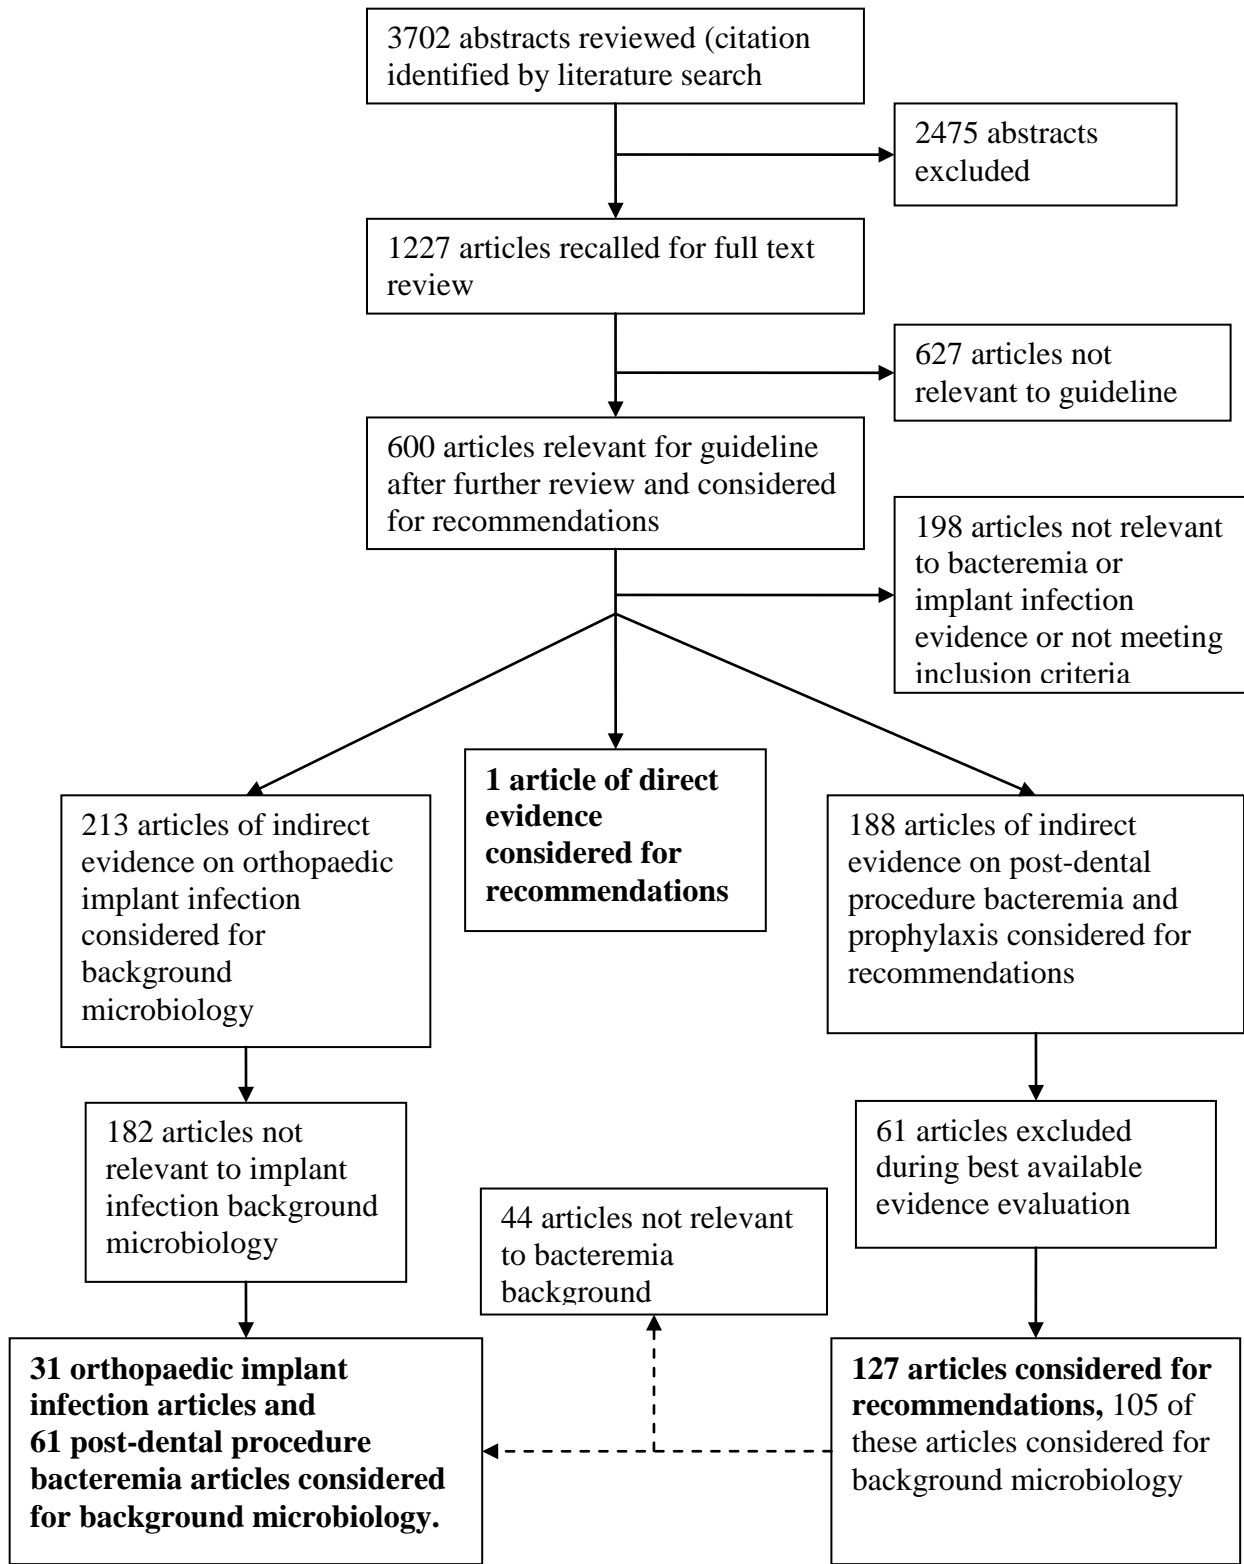 3702 abstracts reviewed (citation
identified by literature search
2475 abstracts
excluded
1227 articles recalled for full text
review
627 articles not
relevant to guideline
600 articles relevant for guideline
after further review and considered
for recommendations
198 articles not relevant
to bacteremia or
implant infection
evidence or not meeting
inclusion criteria
1 article of direct
evidence
considered for
recommendations
213 articles of indirect
evidence on orthopaedic
implant infection
considered for
background
microbiology
188 articles of indirect
evidence on post-dental
procedure bacteremia and
prophylaxis considered for
recommendations
182 articles not
relevant to implant
infection background
microbiology
61 articles excluded
during best available
evidence evaluation
44 articles not relevant
to bacteremia
background
31 orthopaedic implant
infection articles and
61 post-dental procedure
bacteremia articles considered
for background microbiology.
127 articles considered for
recommendations, 105 of
these articles considered for
background microbiology